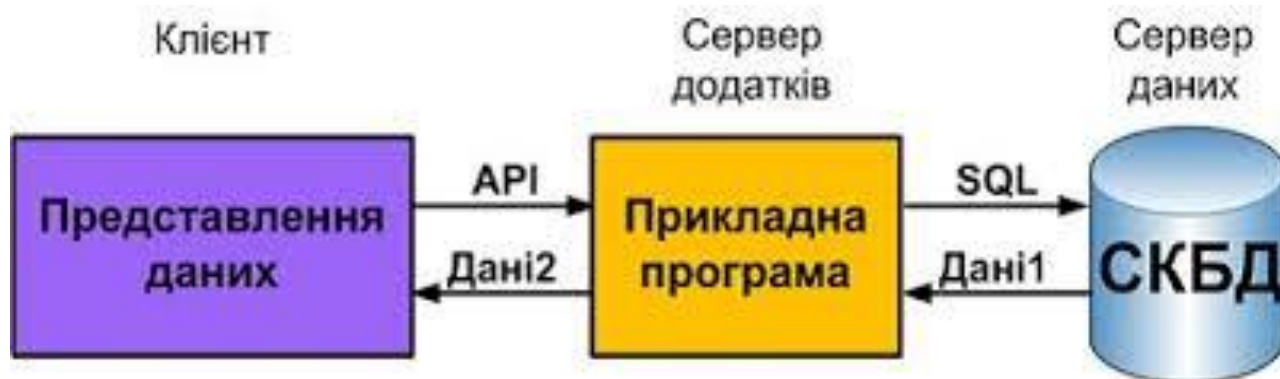 Клієнт
Сервер
додатків
Сервер
даних
Представлення
даних
API
Дані2
Прикладна
програма
SQL
Дані1
СКБД